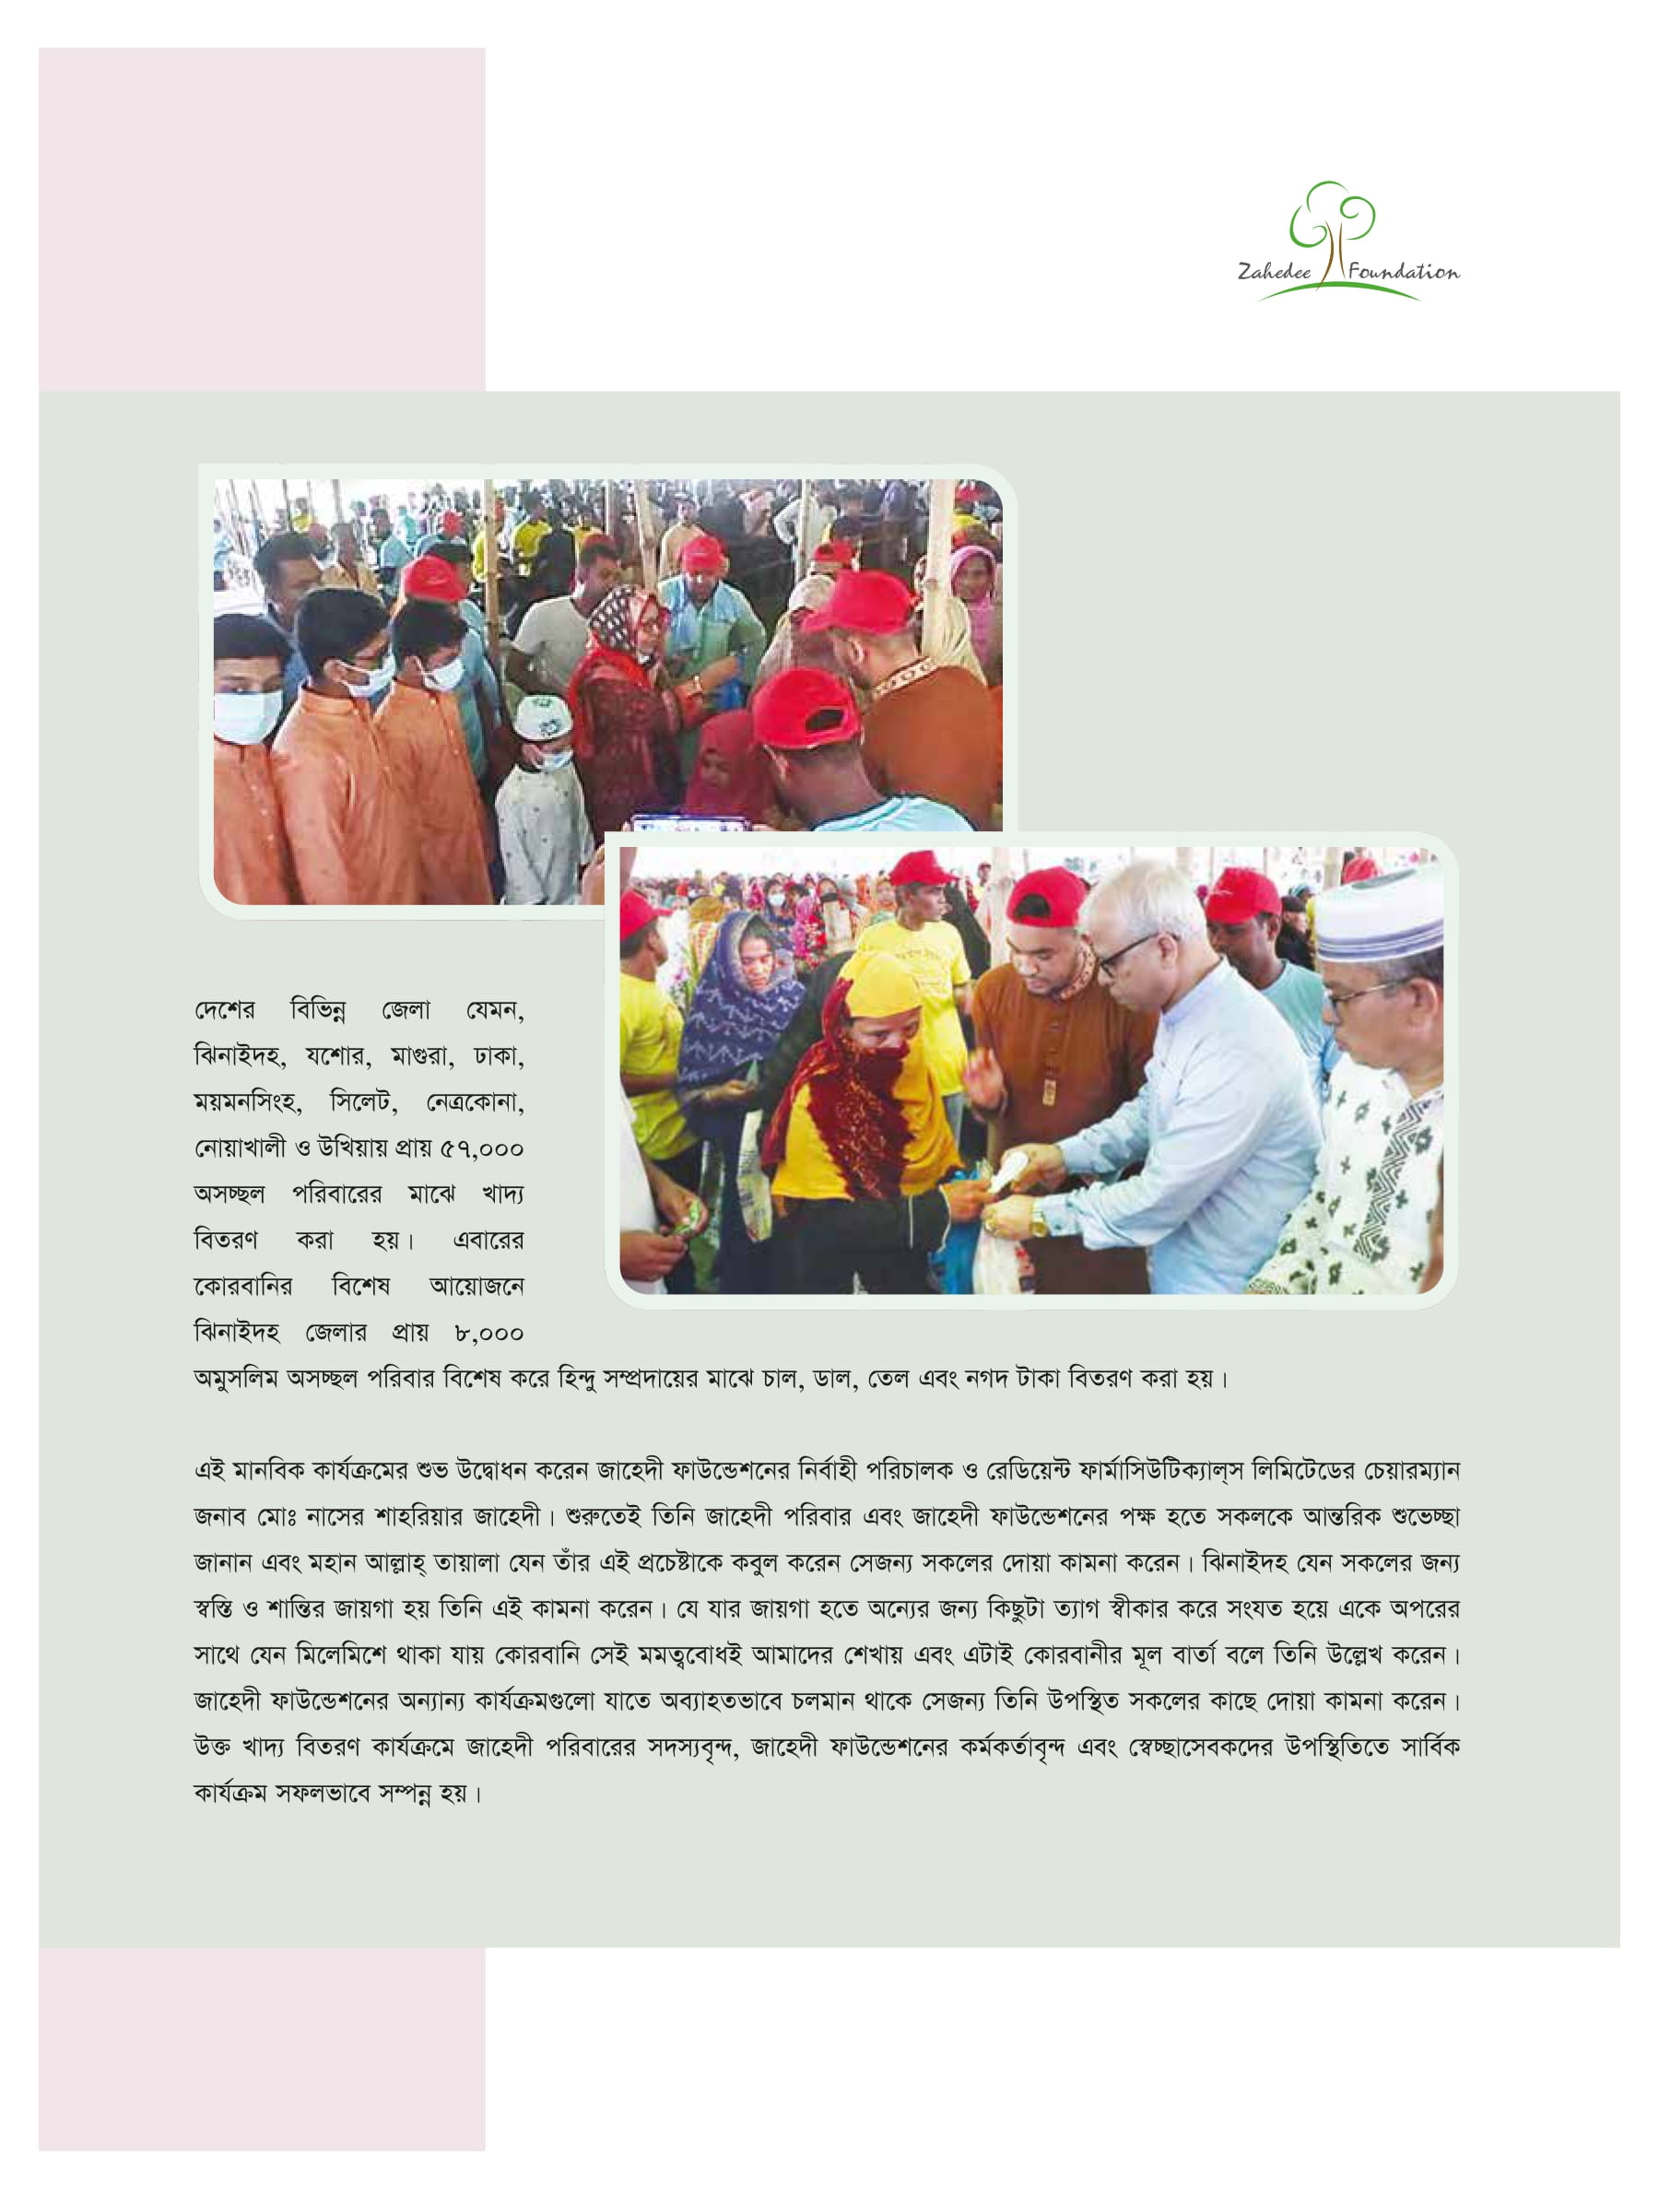 Zahedee Foundation
দেশের বিভিন্ন জেলা যেমন,
ঝিনাইদহ, যশোর, মাগুরা, ঢাকা,
ময়মনসিংহ, সিলেট, নেত্রকোনা,
নোয়াখালী ও উখিয়ায় প্রায় ৫৭,০০০
অসচ্ছল পরিবারের মাঝে খাদ্য
বিতরণ করা হয়। এবারের
কোরবানির বিশেষ আয়োজনে
ঝিনাইদহ জেলার প্রায় ৮,০০০
অমুসলিম অসচ্ছল পরিবার বিশেষ করে হিন্দু সম্প্রদায়ের মাঝে চাল, ডাল, তেল এবং নগদ টাকা বিতরণ করা হয়।
এই মানবিক কার্যক্রমের শুভ উদ্বোধন করেন জাহেদী ফাউন্ডেশনের নির্বাহী পরিচালক ও রেডিয়েন্ট ফার্মাসিউটিক্যাল্‌স লিমিটেডের চেয়ারম্যান
জনাব মোঃ নাসের শাহরিয়ার জাহেদী। শুরুতেই তিনি জাহেদী পরিবার এবং জাহেদী ফাউন্ডেশনের পক্ষ হতে সকলকে আন্তরিক শুভেচ্ছা
জানান এবং মহান আল্লাহ্‌ তায়ালা যেন তাঁর এই প্রচেষ্টাকে কবুল করেন সেজন্য সকলের দোয়া কামনা করেন। ঝিনাইদহ যেন সকলের জন্য
স্বস্তি ও শান্তির জায়গা হয় তিনি এই কামনা করেন। যে যার জায়গা হতে অন্যের জন্য কিছুটা ত্যাগ স্বীকার করে সংযত হয়ে একে অপরের
সাথে যেন মিলেমিশে থাকা যায় কোরবানি সেই মমত্ববোধই আমাদের শেখায় এবং এটাই কোরবানীর মূল বার্তা বলে তিনি উল্লেখ করেন।
জাহেদী ফাউন্ডেশনের অন্যান্য কার্যক্রমগুলো যাতে অব্যাহতভাবে চলমান থাকে সেজন্য তিনি উপস্থিত সকলের কাছে দোয়া কামনা করেন।
উক্ত খাদ্য বিতরণ কার্যক্রমে জাহেদী পরিবারের সদস্যবৃন্দ, জাহেদী ফাউন্ডেশনের কর্মকর্তাবৃন্দ এবং স্বেচ্ছাসেবকদের উপস্থিতিতে সার্বিক
কার্যক্রম সফলভাবে সম্পন্ন হয়।